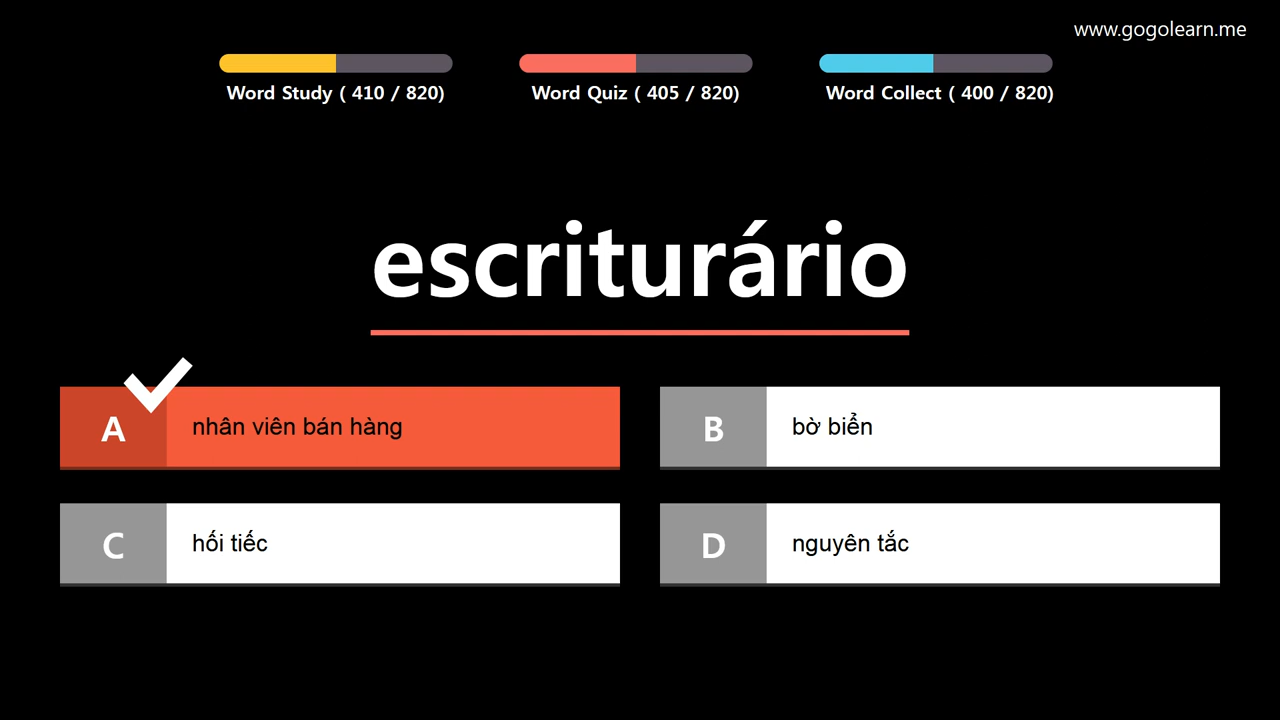 www.gogolearn.me
Word Study ( 410 / 820)
Word Quiz ( 405 / 820)
Word Collect ( 400 / 820)
escriturário
A
nhân viên bán hàng
B
bờ biển
C
hối tiếc
D
nguyên tắc